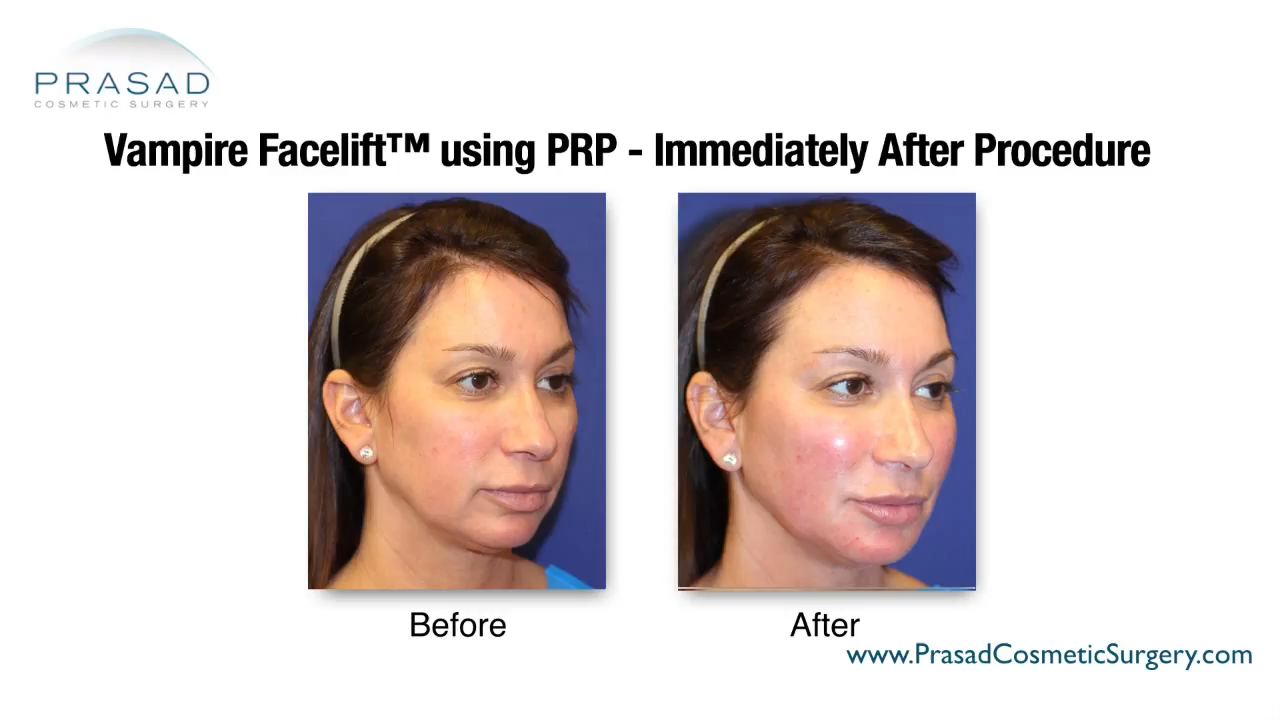 PRASAD
COSMETIC SURGERY
Vampire Facelift™ using PRP - Immediately After Procedure
Before
After
www.PrasadCosmeticSurgery.com